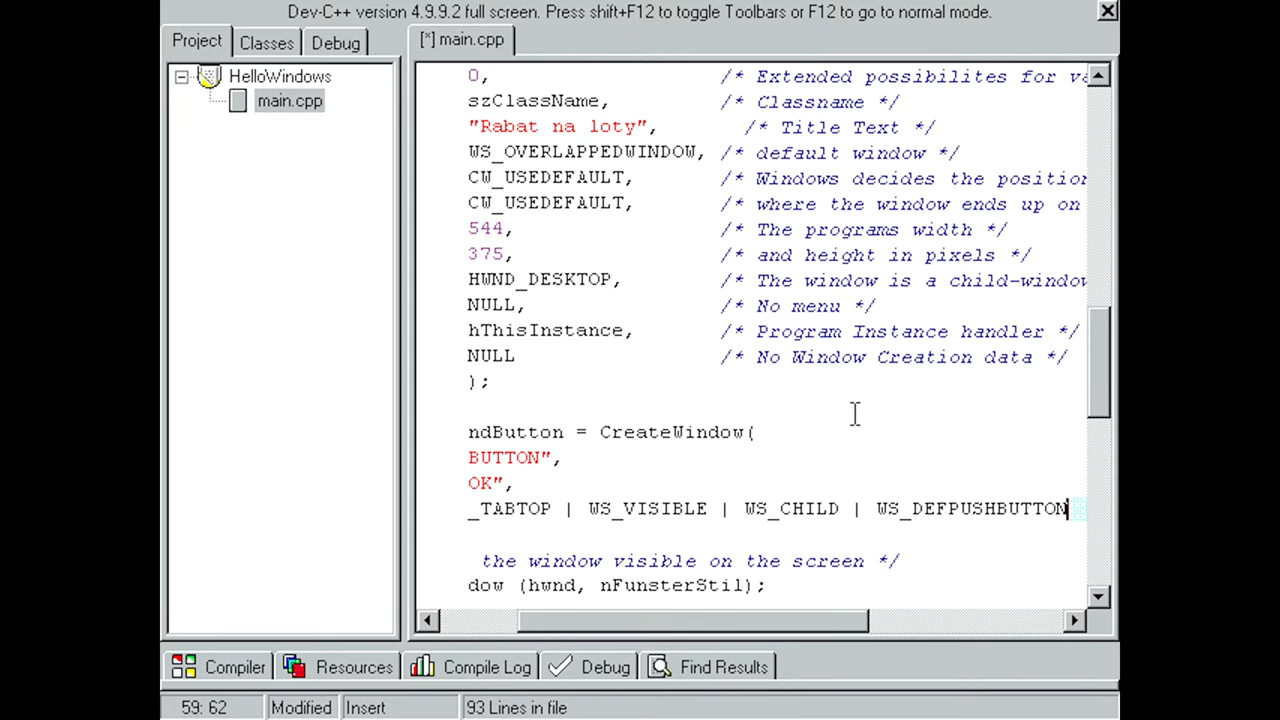 Dev-C++ version 4.9.9.2 full screen. Press shift+F12 to toggle Toolbars or F12 to go to normal mode.
Project Classes Debug
[*] main.cpp
HelloWindows
main.cpp
0, /* Extended possibilites for va
szClassName, /* Classname */
"Rabat na loty", /* Title Text */
WS_OVERLAPPEDWINDOW, /* default window */
CW_USEDEFAULT, /* Windows decides the position
CW_USEDEFAULT, /* where the window ends up on
544, /* The programs width */
375, /* and height in pixels */
HWND_DESKTOP, /* The window is a child-window
NULL, /* No menu */
hThisInstance, /* Program Instance handler */
NULL /* No Window Creation data */
);
ndButton = CreateWindow(
BUTTON",
OK",
_TABTOP | WS_VISIBLE | WS_CHILD | WS_DEFPUSHBUTTON
the window visible on the screen */
dow (hwnd, nFunsterStil);
Compiler Resources Compile Log Debug Find Results
59: 62 Modified Insert 93 Lines in file